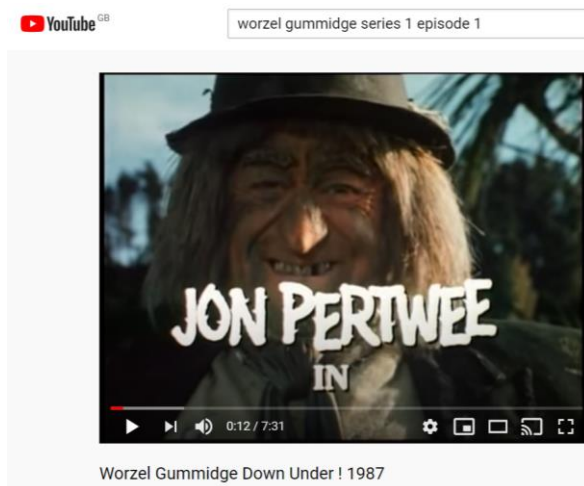 YouTube GB
worzel gummidge series 1 episode 1
JON PERTWEE
IN
0:12 / 7:31
Worzel Gummidge Down Under ! 1987